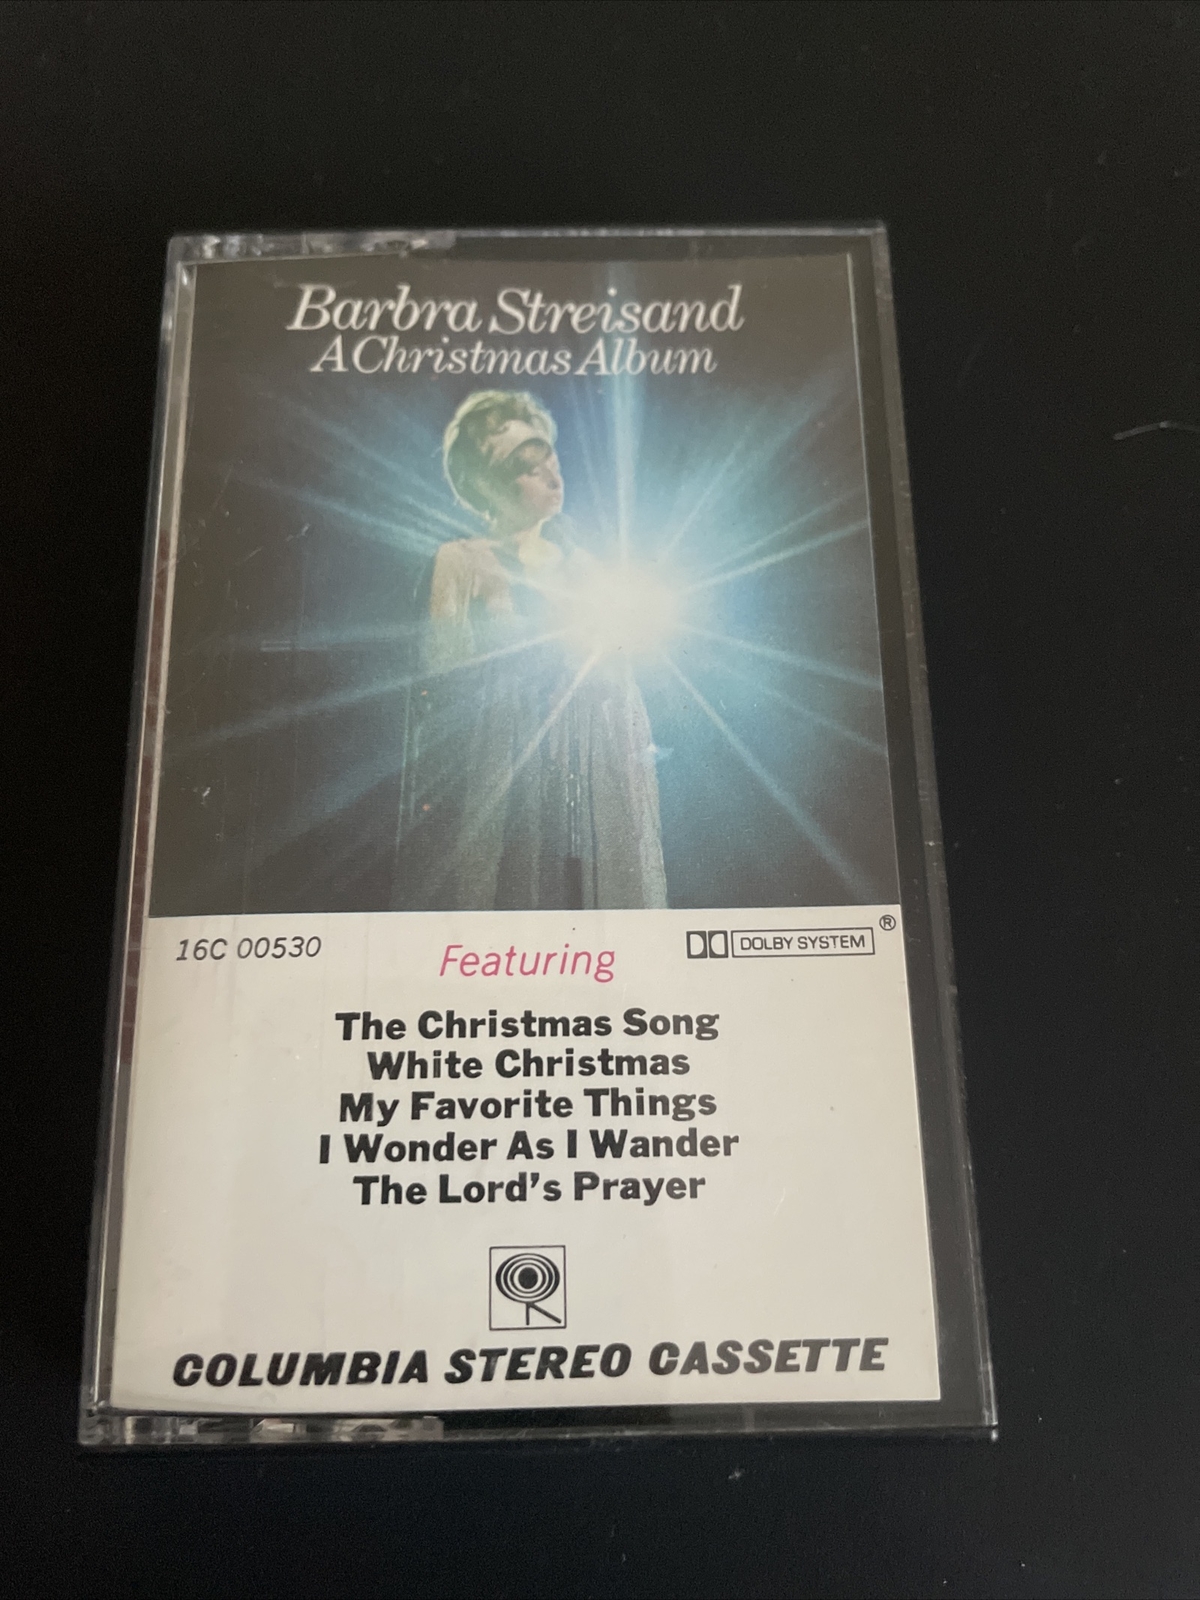 Barbra Streisand
A Christmas Album
16C 00530
Featuring
DOLBY SYSTEM ®
The Christmas Song
White Christmas
My Favorite Things
I Wonder As I Wander
The Lord's Prayer
COLUMBIA STEREO CASSETTE